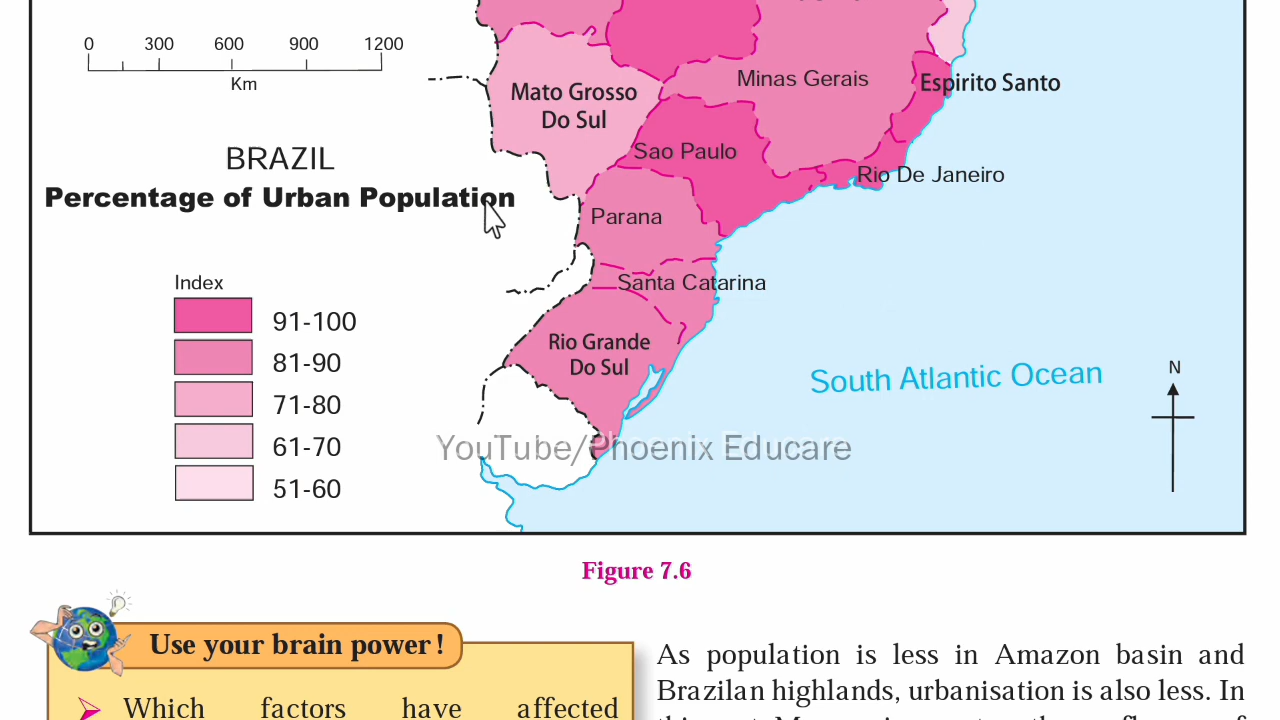 0 300 600 900 1200
Km
Minas Gerais
Espirito Santo
Mato Grosso
Do Sul
BRAZIL
Percentage of Urban Population
Sao Paulo
Rio De Janeiro
Parana
Santa Catarina
Index
91-100
81-90
71-80
61-70
51-60
Rio Grande
Do Sul
South Atlantic Ocean
N
YouTube/Phoenix Educare
Figure 7.6
Use your brain power!
Which factors have affected
As population is less in Amazon basin and
Brazilan highlands, urbanisation is also less. In